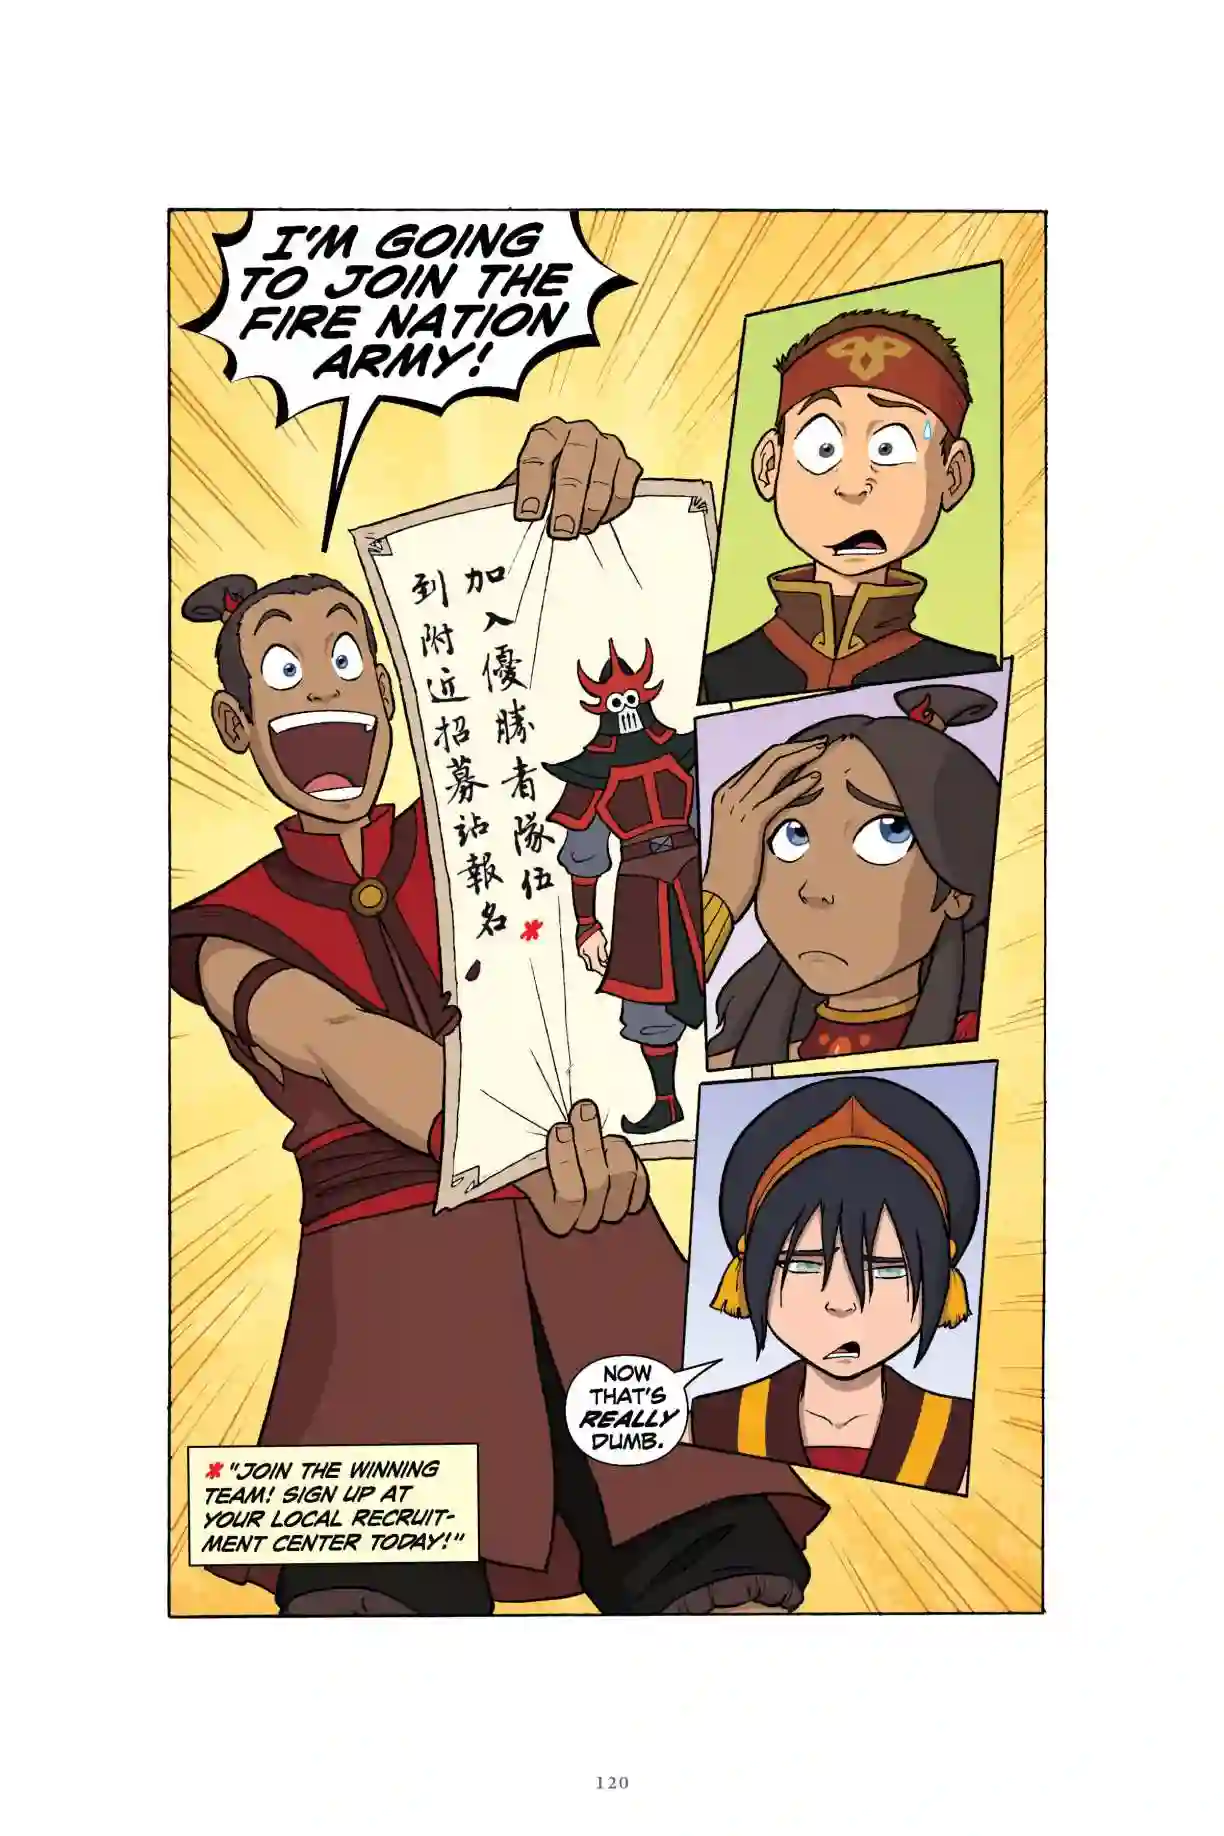 I'M GOING
TO JOIN THE
FIRE NATION
ARMY!
加入優勝者隊伍*
到附近招募站報名。
NOW
THAT'S
REALLY
DUMB.
* "JOIN THE WINNING
TEAM! SIGN UP AT
YOUR LOCAL RECRUIT-
MENT CENTER TODAY!"
120